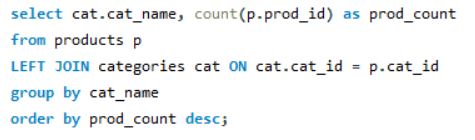 select cat.cat_name, count(p.prod_id) as prod_count
from products p
LEFT JOIN categories cat ON cat.cat_id = p.cat_id
group by cat_name
order by prod_count desc;